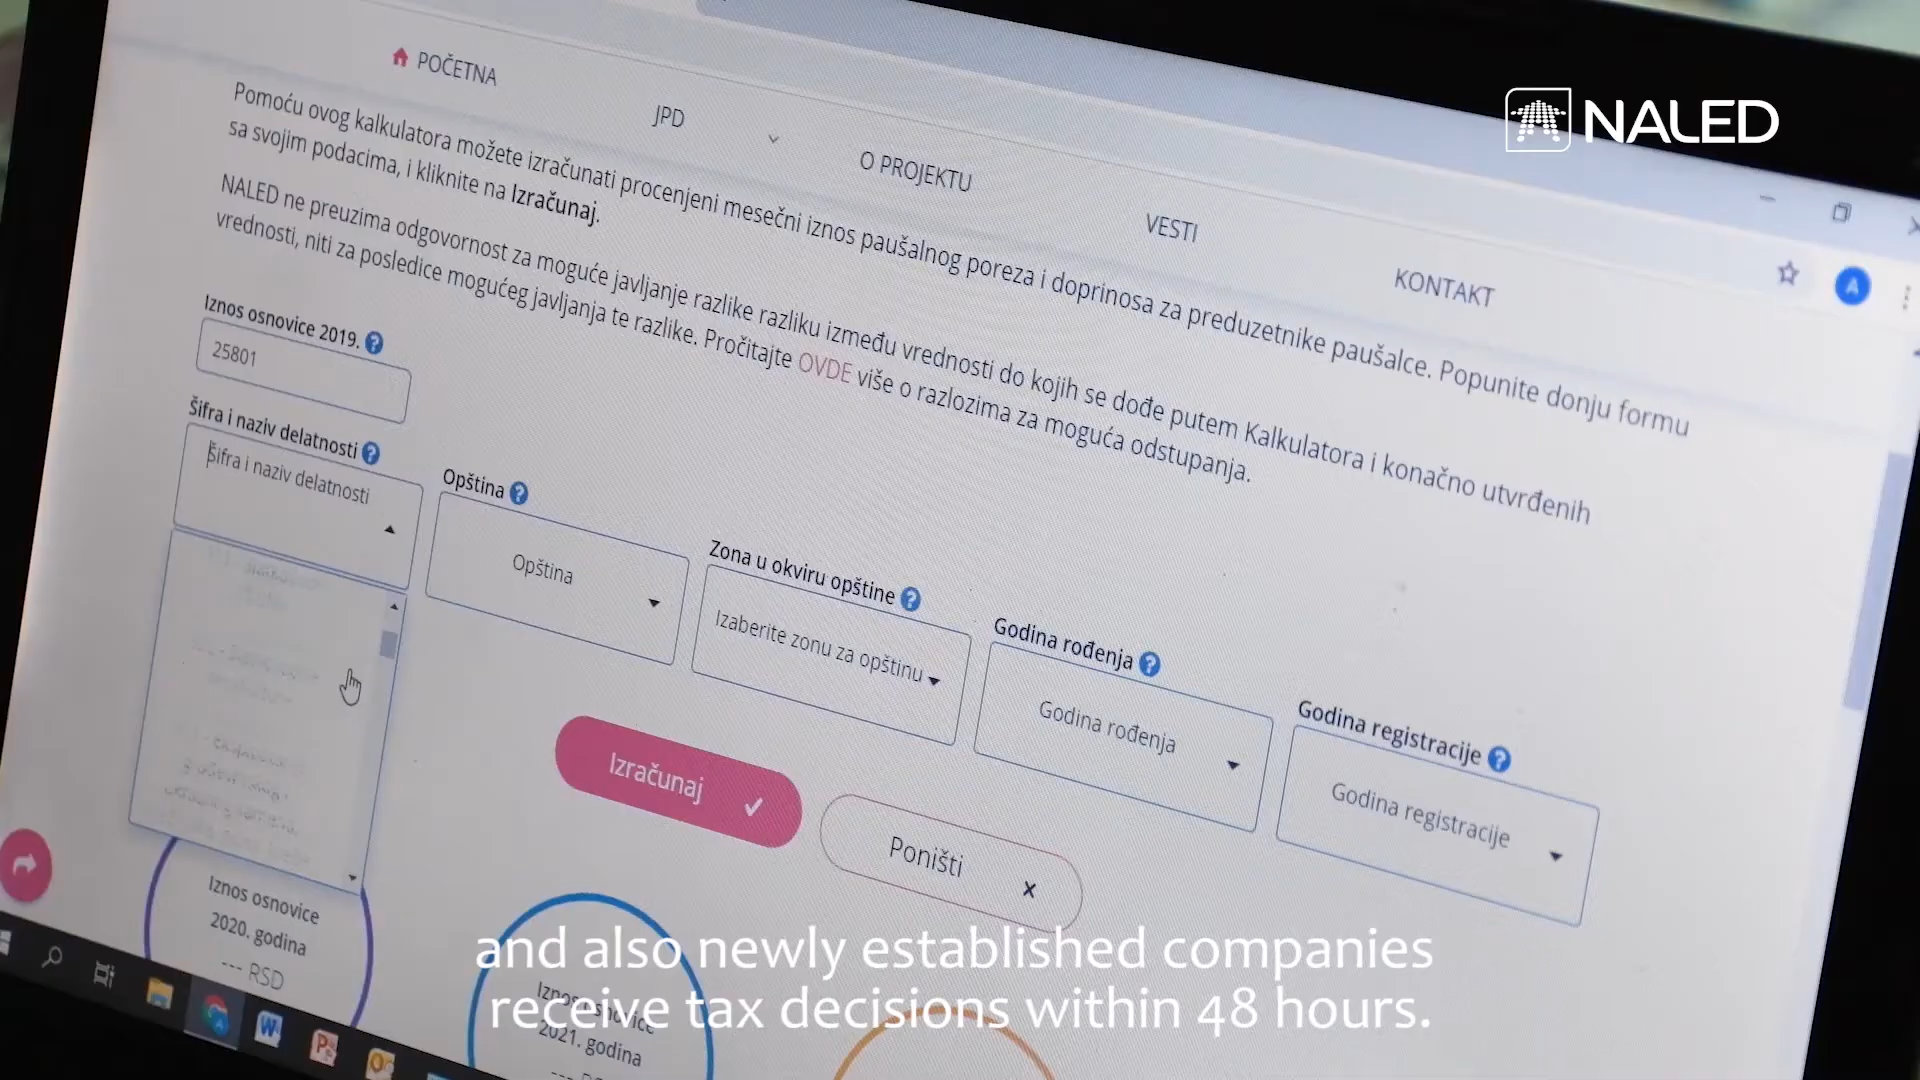 NALED
POČETNA
JPD
O PROJEKTU
VESTI
KONTAKT
Pomoću ovog kalkulatora možete izračunati procenjeni mesečni iznos paušalnog poreza i doprinosa za preduzetnike paušalce. Popunite donju formu
sa svojim podacima, i kliknite na Izračunaj.
NALED ne preuzima odgovornost za moguće javljanje razlike razliku između vrednosti do kojih se dođe putem Kalkulatora i konačno utvrđenih
vrednosti, niti za posledice mogućeg javljanja te razlike. Pročitajte OVDE više o razlozima za moguća odstupanja.
Iznos osnovice 2019. ?
25801
Šifra i naziv delatnosti ?
Šifra i naziv delatnosti
Opština ?
Opština
Zona u okviru opštine ?
Izaberite zonu za opštinu
Godina rođenja ?
Godina rođenja
Godina registracije ?
Godina registracije
Izračunaj
Poništi
A
Iznos osnovice
2020. godina
--- RSD
Iznos osnovice
2021. godina
and also newly established companies
receive tax decisions within 48 hours.